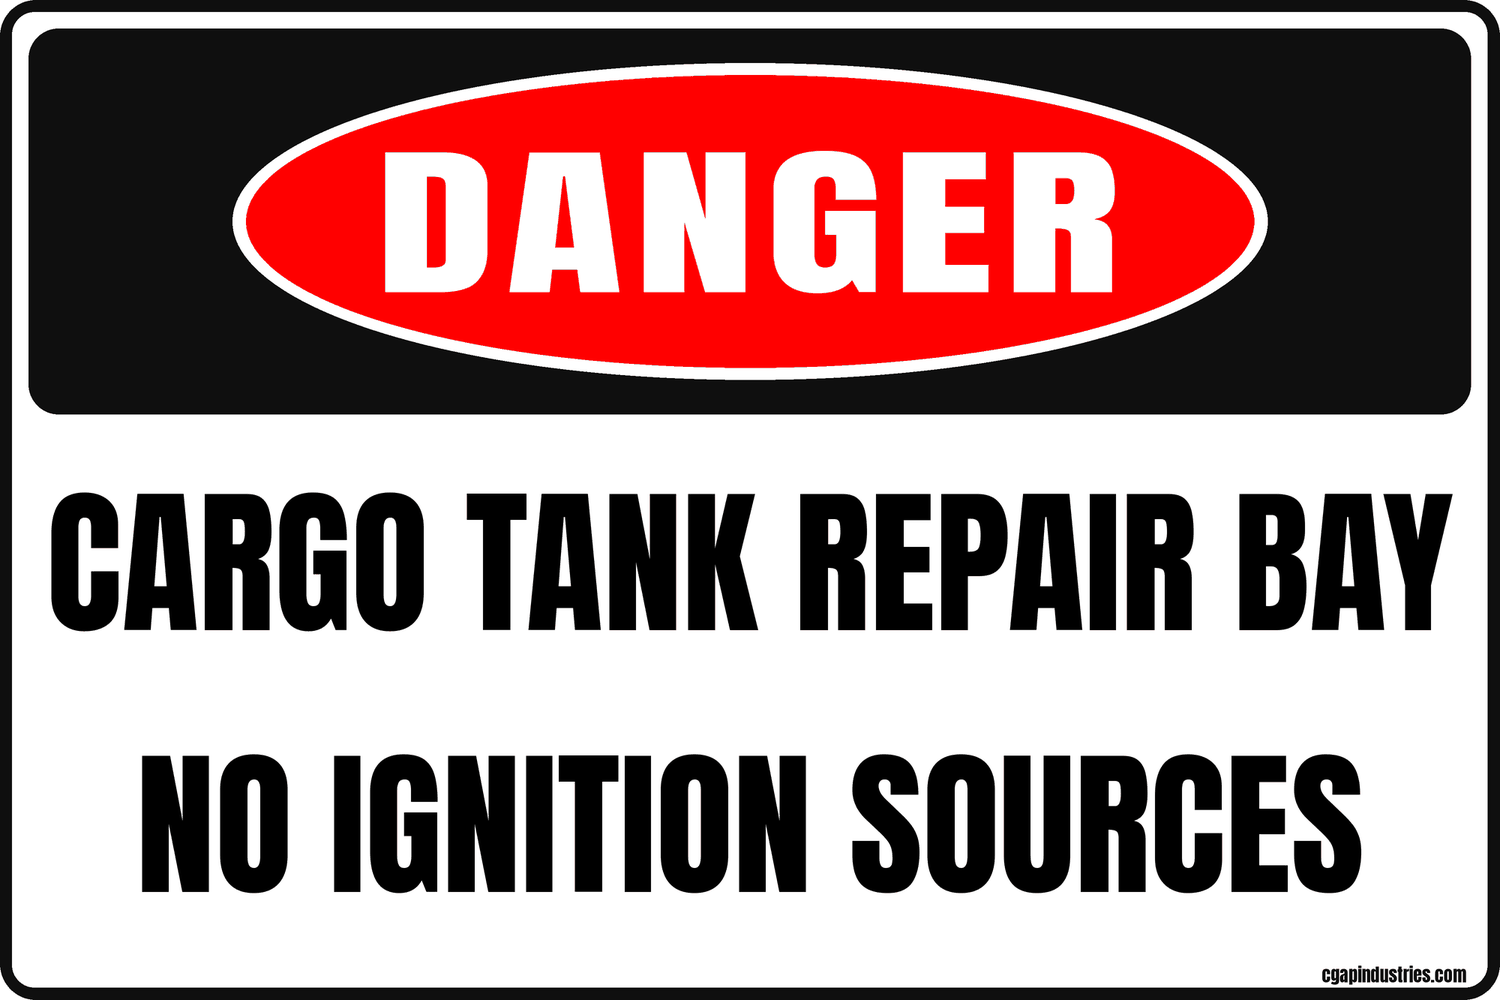 DANGER
CARGO TANK REPAIR BAY
NO IGNITION SOURCES
cgapindustries.com